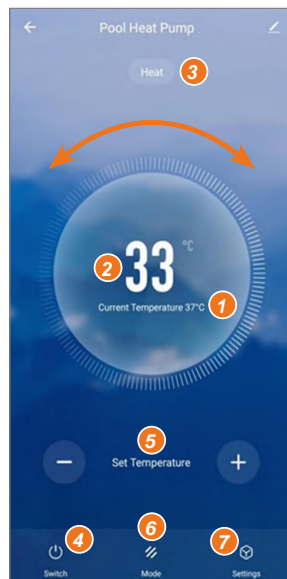 Pool Heat Pump
Heat 3
2 33 °C
Current Temperature 37°C 1
5
Set Temperature
4 6 7
Switch Mode Settings